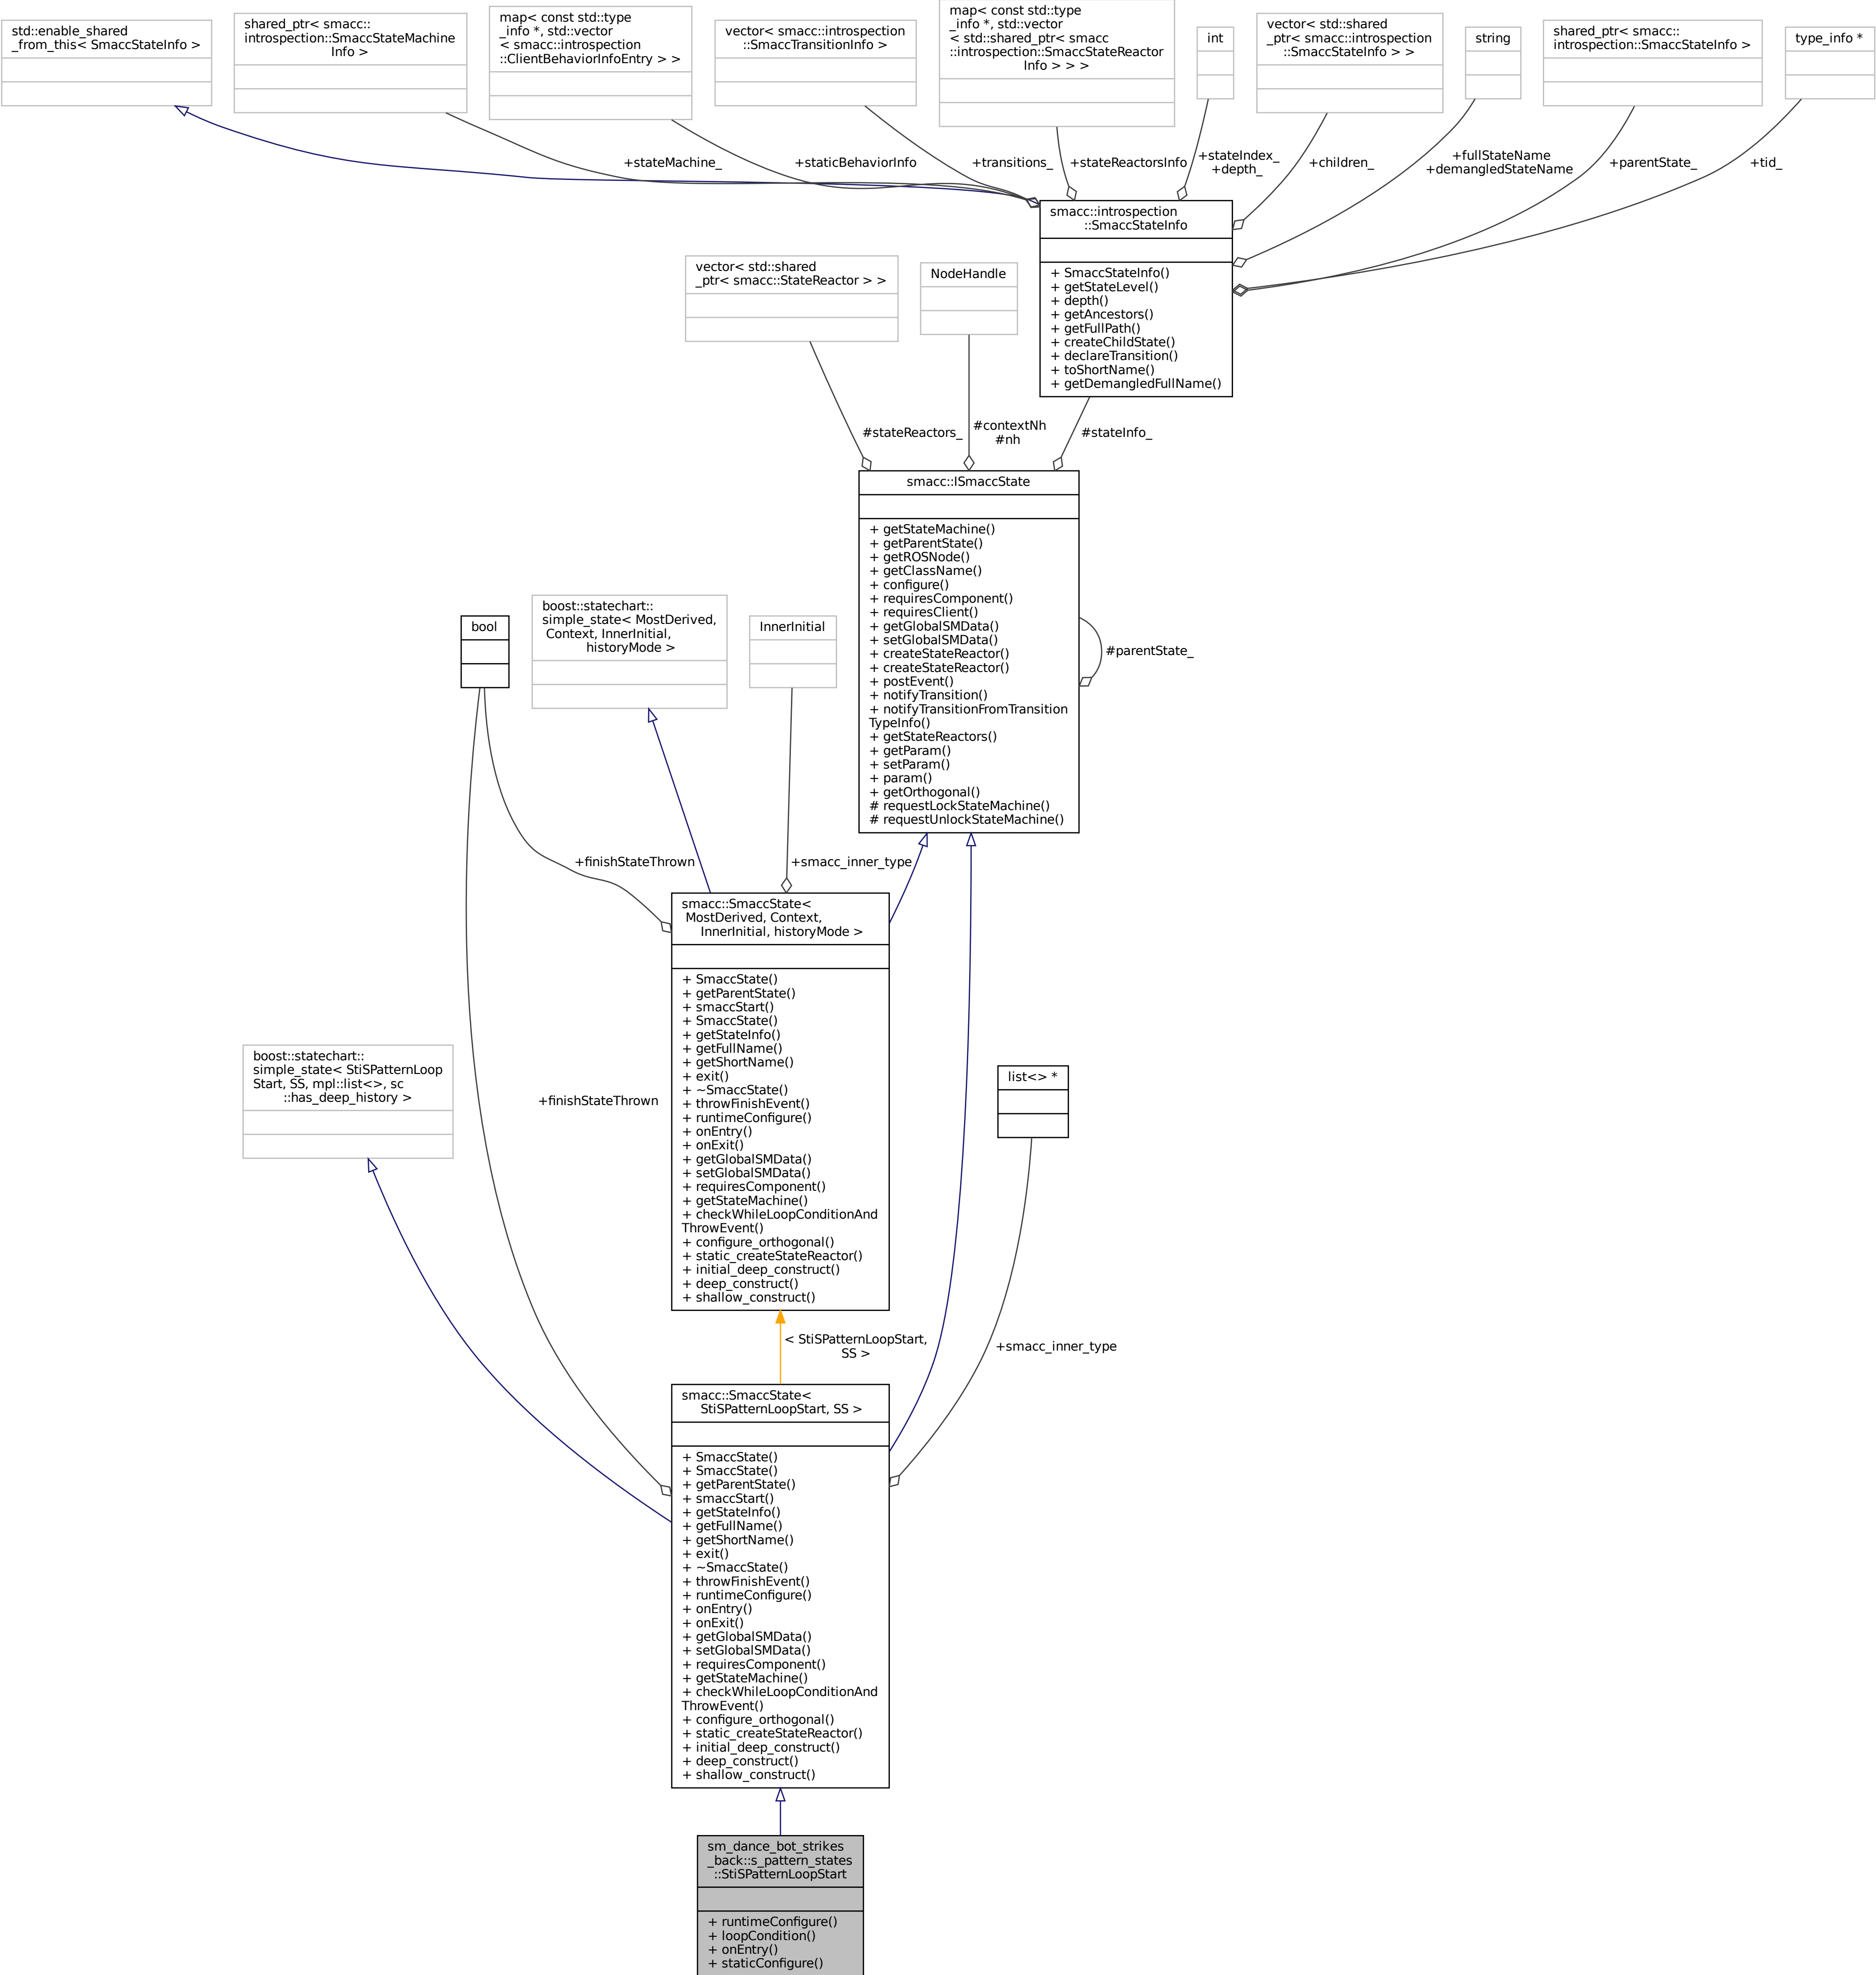 std::enable_shared
_from_this< SmaccStateInfo >
shared_ptr< smacc::
introspection::SmaccStateMachine
Info >
map< const std::type
_info *, std::vector
< smacc::introspection
::ClientBehaviorInfoEntry > >
vector< smacc::introspection
::SmaccTransitionInfo >
map< const std::type
_info *, std::vector
< std::shared_ptr< smacc
::introspection::SmaccStateReactor
Info > > >
int
vector< std::shared
_ptr< smacc::introspection
::SmaccStateInfo > >
string
shared_ptr< smacc::
introspection::SmaccStateInfo >
type_info *
+stateMachine_
+staticBehaviorInfo
+transitions_
+stateReactorsInfo
+stateIndex_
+depth_
+children_
+fullStateName
+demangledStateName
+parentState_
+tid_
smacc::introspection
::SmaccStateInfo
+ SmaccStateInfo()
+ getStateLevel()
+ depth()
+ getAncestors()
+ getFullPath()
+ createChildState()
+ declareTransition()
+ toShortName()
+ getDemangledFullName()
vector< std::shared
_ptr< smacc::StateReactor > >
NodeHandle
#stateReactors_
#contextNh
#nh
#stateInfo_
smacc::ISmaccState
+ getStateMachine()
+ getParentState()
+ getROSNode()
+ getClassName()
+ configure()
+ requiresComponent()
+ requiresClient()
+ getGlobalSMData()
+ setGlobalSMData()
+ createStateReactor()
+ createStateReactor()
+ postEvent()
+ notifyTransition()
+ notifyTransitionFromTransition
TypeInfo()
+ getStateReactors()
+ getParam()
+ setParam()
+ param()
+ getOrthogonal()
# requestLockStateMachine()
# requestUnlockStateMachine()
#parentState_
bool
boost::statechart::
simple_state< MostDerived,
Context, InnerInitial,
historyMode >
InnerInitial
+finishStateThrown
+smacc_inner_type
smacc::SmaccState<
MostDerived, Context,
InnerInitial, historyMode >
+ SmaccState()
+ getParentState()
+ smaccStart()
+ SmaccState()
+ getStateInfo()
+ getFullName()
+ getShortName()
+ exit()
+ ~SmaccState()
+ throwFinishEvent()
+ runtimeConfigure()
+ onEntry()
+ onExit()
+ getGlobalSMData()
+ setGlobalSMData()
+ requiresComponent()
+ getStateMachine()
+ checkWhileLoopConditionAnd
ThrowEvent()
+ configure_orthogonal()
+ static_createStateReactor()
+ initial_deep_construct()
+ deep_construct()
+ shallow_construct()
boost::statechart::
simple_state< StiSPatternLoop
Start, SS, mpl::list<>, sc
::has_deep_history >
+finishStateThrown
list<> *
< StiSPatternLoopStart,
SS >
+smacc_inner_type
smacc::SmaccState<
StiSPatternLoopStart, SS >
+ SmaccState()
+ SmaccState()
+ getParentState()
+ smaccStart()
+ getStateInfo()
+ getFullName()
+ getShortName()
+ exit()
+ ~SmaccState()
+ throwFinishEvent()
+ runtimeConfigure()
+ onEntry()
+ onExit()
+ getGlobalSMData()
+ setGlobalSMData()
+ requiresComponent()
+ getStateMachine()
+ checkWhileLoopConditionAnd
ThrowEvent()
+ configure_orthogonal()
+ static_createStateReactor()
+ initial_deep_construct()
+ deep_construct()
+ shallow_construct()
sm_dance_bot_strikes
_back::s_pattern_states
::StiSPatternLoopStart
+ runtimeConfigure()
+ loopCondition()
+ onEntry()
+ staticConfigure()